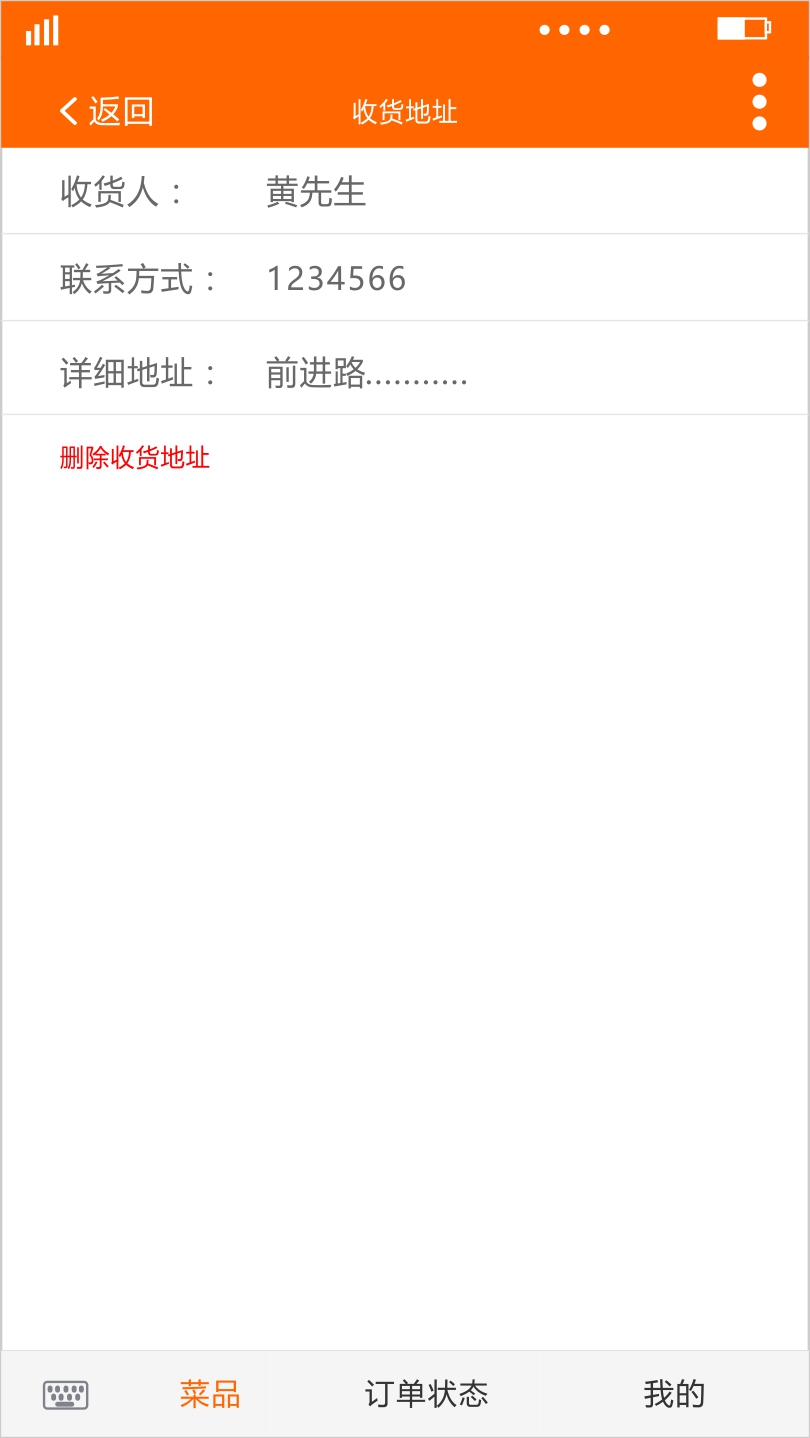 返回 收货地址
收货人： 黄先生
联系方式： 1234566
详细地址： 前进路...........
删除收货地址
菜品 订单状态 我的